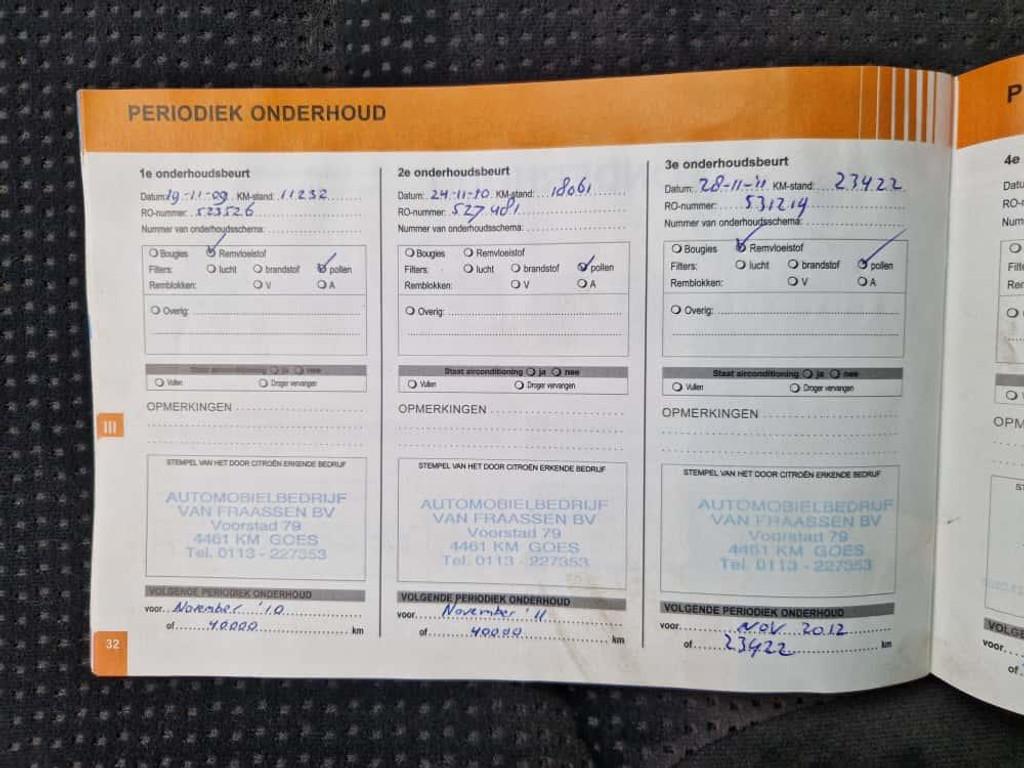 PERIODIEK ONDERHOUD
1e onderhoudsbeurt
Datum: 19-11-09 KM-stand: 11232
RO-nummer: 523526
Nummer van onderhoudsschema:
Bougies Remvloeistof
Filters: lucht brandstof pollen
Remblokken: V A
Overig:
Staat airconditioning ja nee
Vullen Droger vervangen
OPMERKINGEN
STEMPEL VAN HET DOOR CITROËN ERKENDE BEDRIJF
AUTOMOBIELBEDRIJF
VAN FRAASSEN BV
Voorstad 79
4461 KM GOES
Tel. 0113 - 227353
VOLGENDE PERIODIEK ONDERHOUD
voor November '10
of 40000 km
2e onderhoudsbeurt
Datum: 24-11-10 KM-stand: 18061
RO-nummer: 527481
Nummer van onderhoudsschema:
Bougies Remvloeistof
Filters: lucht brandstof pollen
Remblokken: V A
Overig:
Staat airconditioning ja nee
Vullen Droger vervangen
OPMERKINGEN
STEMPEL VAN HET DOOR CITROËN ERKENDE BEDRIJF
AUTOMOBIELBEDRIJF
VAN FRAASSEN BV
Voorstad 79
4461 KM GOES
Tel. 0113 - 227353
VOLGENDE PERIODIEK ONDERHOUD
voor November '11
of 40000 km
3e onderhoudsbeurt
Datum: 28-11-'11 KM-stand: 23422
RO-nummer: 531214
Nummer van onderhoudsschema:
Bougies Remvloeistof
Filters: lucht brandstof pollen
Remblokken: V A
Overig:
Staat airconditioning ja nee
Vullen Droger vervangen
OPMERKINGEN
STEMPEL VAN HET DOOR CITROËN ERKENDE BEDRIJF
AUTOMOBIELBEDRIJF
VAN FRAASSEN BV
Voorstad 79
4461 KM GOES
Tel. 0113 - 227353
VOLGENDE PERIODIEK ONDERHOUD
voor Nov 2012
of 23422 km
III
32
P
4e
voor
of